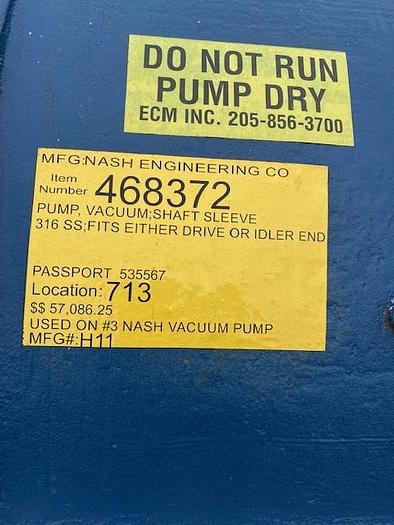 DO NOT RUN
PUMP DRY
ECM INC. 205-856-3700
MFG:NASH ENGINEERING CO
Item
Number 468372
PUMP, VACUUM;SHAFT SLEEVE
316 SS;FITS EITHER DRIVE OR IDLER END
PASSPORT 535567
Location: 713
$$ 57,086.25
USED ON #3 NASH VACUUM PUMP
MFG#:H11